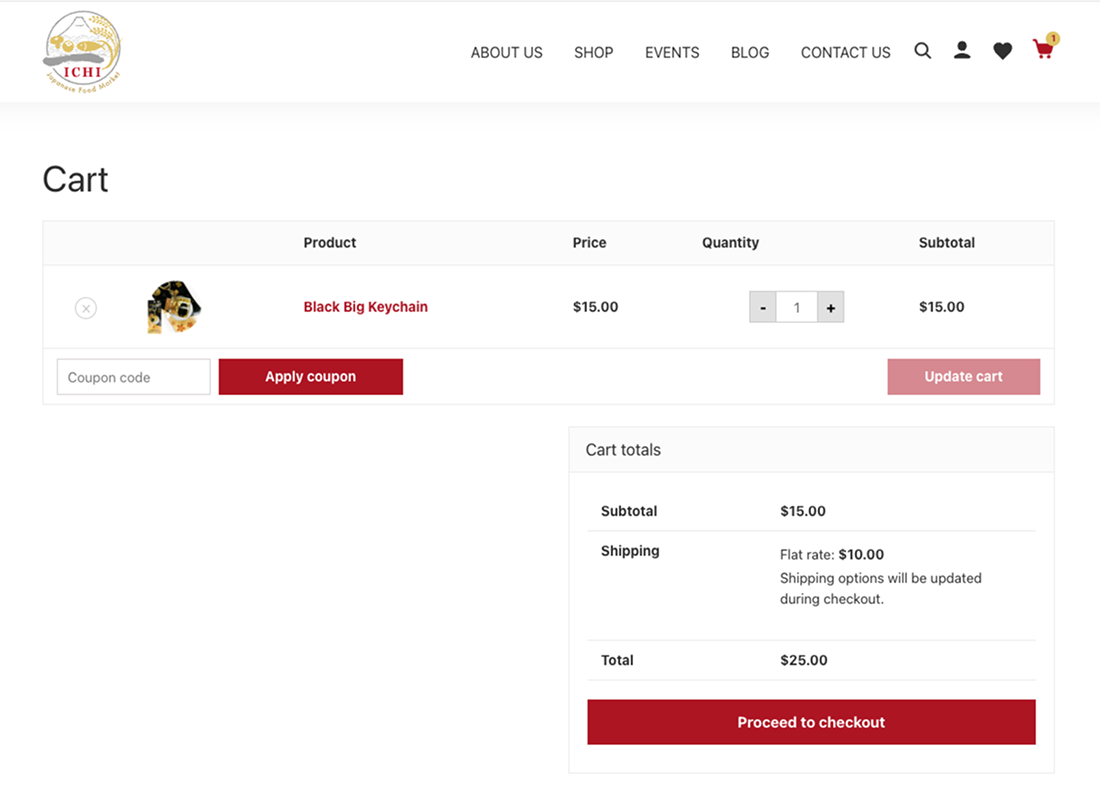 ICHI
Japanese Food Market
ABOUT US SHOP EVENTS BLOG CONTACT US 1
Cart
Product Price Quantity Subtotal
× Black Big Keychain $15.00 - 1 + $15.00
Coupon code Apply coupon Update cart
Cart totals
Subtotal $15.00
Shipping Flat rate: $10.00
Shipping options will be updated
during checkout.
Total $25.00
Proceed to checkout